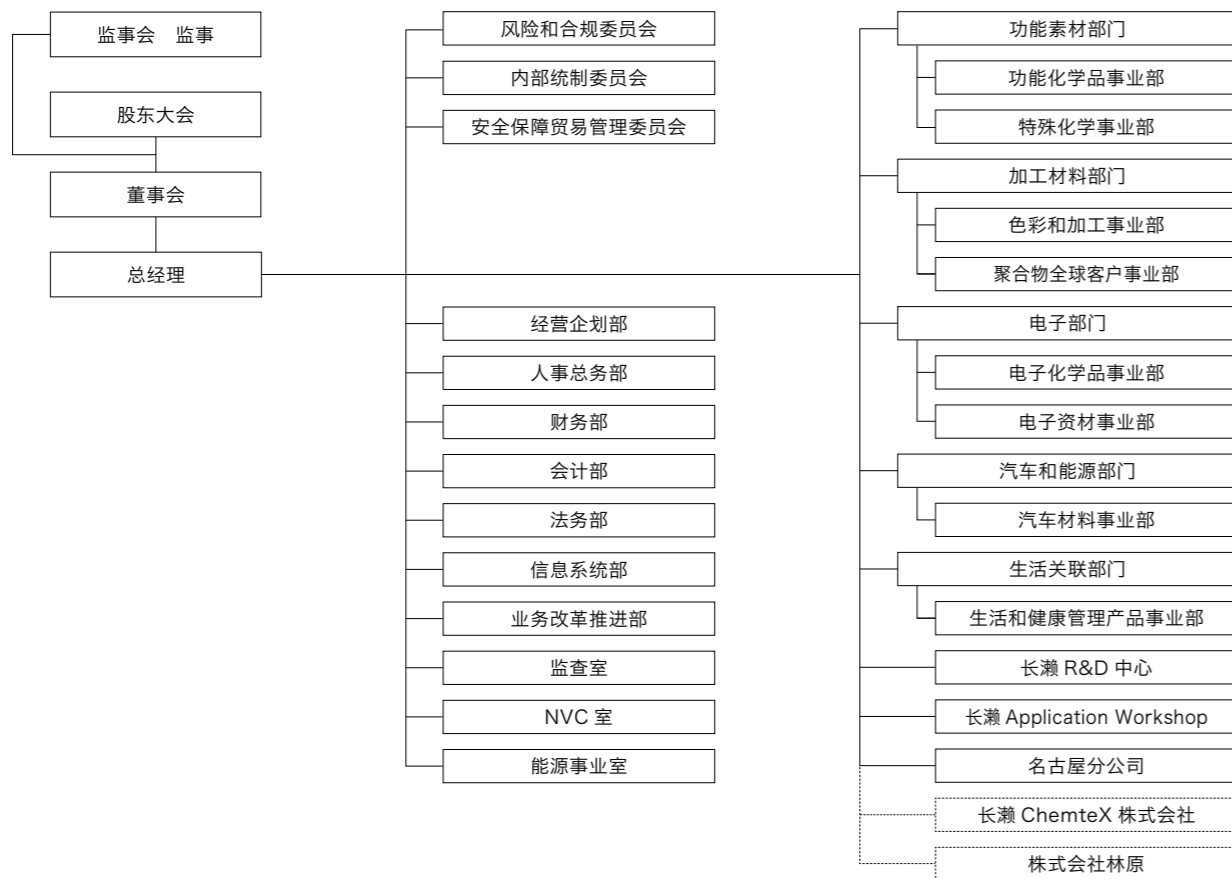 监事会　监事
股东大会
董事会
总经理
风险和合规委员会
内部统制委员会
安全保障贸易管理委员会
经营企划部
人事总务部
财务部
会计部
法务部
信息系统部
业务改革推进部
监查室
NVC 室
能源事业室
功能素材部门
功能化学品事业部
特殊化学事业部
加工材料部门
色彩和加工事业部
聚合物全球客户事业部
电子部门
电子化学品事业部
电子资材事业部
汽车和能源部门
汽车材料事业部
生活关联部门
生活和健康管理产品事业部
长濑 R&D 中心
长濑 Application Workshop
名古屋分公司
长濑 ChemteX 株式会社
株式会社林原